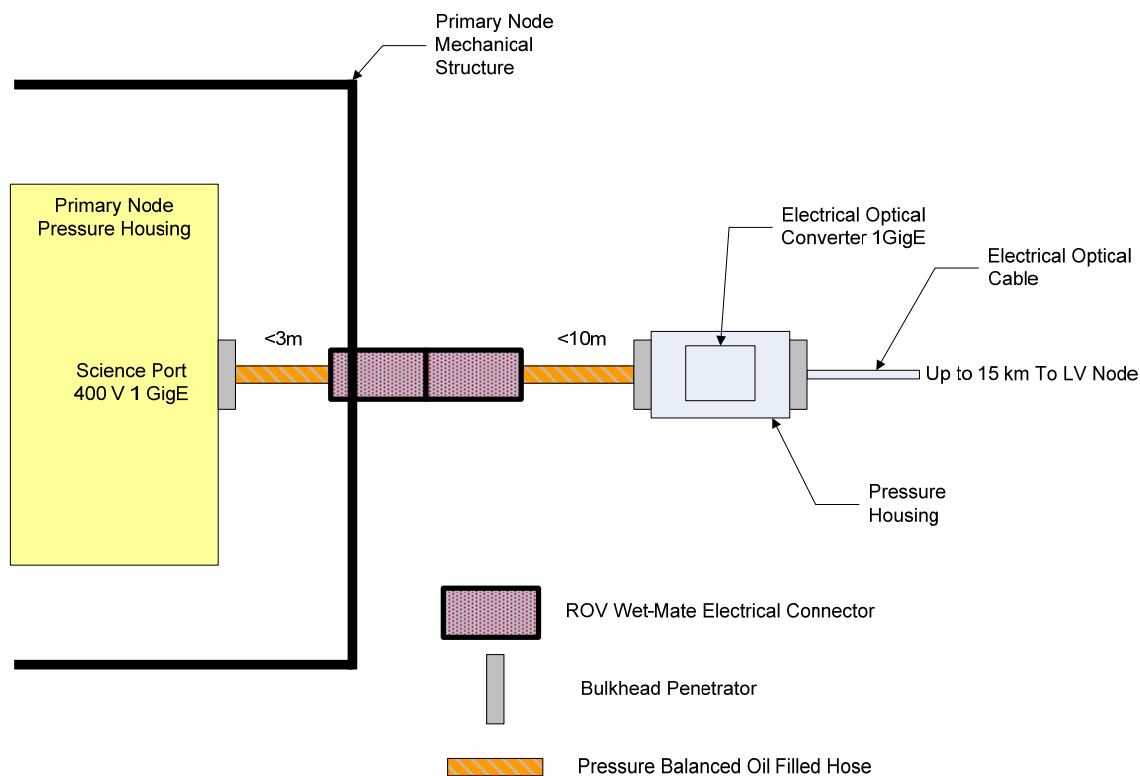 Primary Node
Mechanical
Structure
Primary Node
Pressure Housing
Electrical Optical
Converter 1GigE
Electrical Optical
Cable
<3m
<10m
Science Port
400 V 1 GigE
Up to 15 km To LV Node
Pressure
Housing
ROV Wet-Mate Electrical Connector
Bulkhead Penetrator
Pressure Balanced Oil Filled Hose